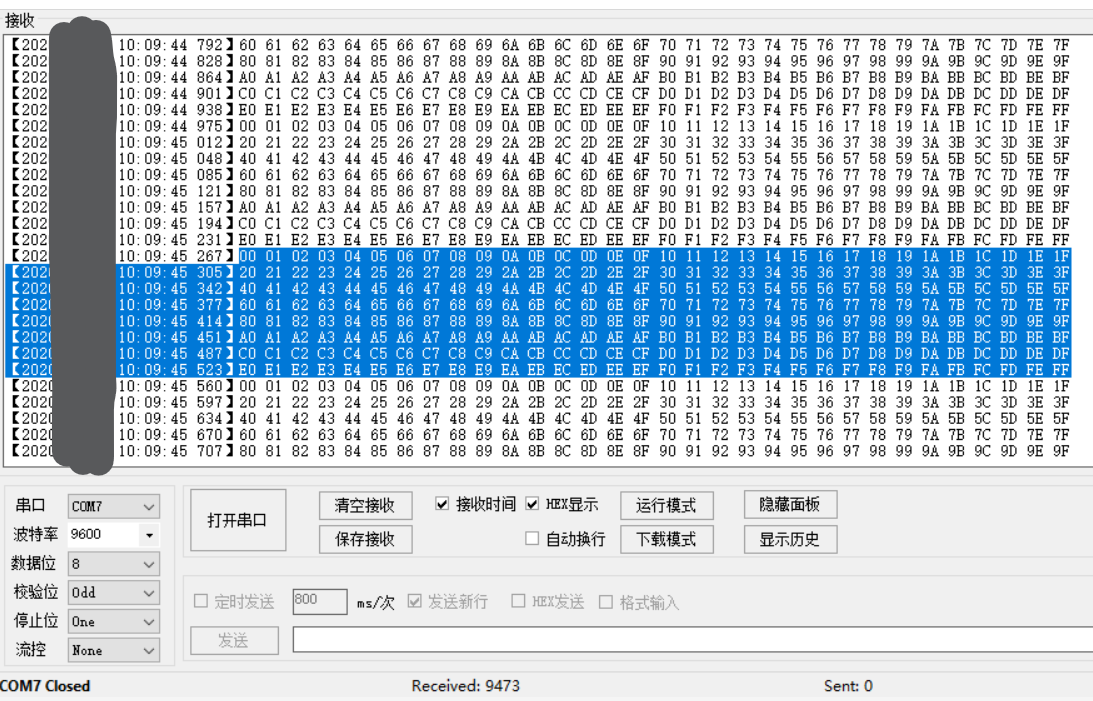 接收
【202 10:09:44 792】60 61 62 63 64 65 66 67 68 69 6A 6B 6C 6D 6E 6F 70 71 72 73 74 75 76 77 78 79 7A 7B 7C 7D 7E 7F
【202 10:09:44 828】80 81 82 83 84 85 86 87 88 89 8A 8B 8C 8D 8E 8F 90 91 92 93 94 95 96 97 98 99 9A 9B 9C 9D 9E 9F
【202 10:09:44 864】A0 A1 A2 A3 A4 A5 A6 A7 A8 A9 AA AB AC AD AE AF B0 B1 B2 B3 B4 B5 B6 B7 B8 B9 BA BB BC BD BE BF
【202 10:09:44 901】C0 C1 C2 C3 C4 C5 C6 C7 C8 C9 CA CB CC CD CE CF D0 D1 D2 D3 D4 D5 D6 D7 D8 D9 DA DB DC DD DE DF
【202 10:09:44 938】E0 E1 E2 E3 E4 E5 E6 E7 E8 E9 EA EB EC ED EE EF F0 F1 F2 F3 F4 F5 F6 F7 F8 F9 FA FB FC FD FE FF
【202 10:09:44 975】00 01 02 03 04 05 06 07 08 09 0A 0B 0C 0D 0E 0F 10 11 12 13 14 15 16 17 18 19 1A 1B 1C 1D 1E 1F
【202 10:09:45 012】20 21 22 23 24 25 26 27 28 29 2A 2B 2C 2D 2E 2F 30 31 32 33 34 35 36 37 38 39 3A 3B 3C 3D 3E 3F
【202 10:09:45 048】40 41 42 43 44 45 46 47 48 49 4A 4B 4C 4D 4E 4F 50 51 52 53 54 55 56 57 58 59 5A 5B 5C 5D 5E 5F
【202 10:09:45 085】60 61 62 63 64 65 66 67 68 69 6A 6B 6C 6D 6E 6F 70 71 72 73 74 75 76 77 78 79 7A 7B 7C 7D 7E 7F
【202 10:09:45 121】80 81 82 83 84 85 86 87 88 89 8A 8B 8C 8D 8E 8F 90 91 92 93 94 95 96 97 98 99 9A 9B 9C 9D 9E 9F
【202 10:09:45 157】A0 A1 A2 A3 A4 A5 A6 A7 A8 A9 AA AB AC AD AE AF B0 B1 B2 B3 B4 B5 B6 B7 B8 B9 BA BB BC BD BE BF
【202 10:09:45 194】C0 C1 C2 C3 C4 C5 C6 C7 C8 C9 CA CB CC CD CE CF D0 D1 D2 D3 D4 D5 D6 D7 D8 D9 DA DB DC DD DE DF
【202 10:09:45 231】E0 E1 E2 E3 E4 E5 E6 E7 E8 E9 EA EB EC ED EE EF F0 F1 F2 F3 F4 F5 F6 F7 F8 F9 FA FB FC FD FE FF
【202 10:09:45 267】00 01 02 03 04 05 06 07 08 09 0A 0B 0C 0D 0E 0F 10 11 12 13 14 15 16 17 18 19 1A 1B 1C 1D 1E 1F
【2020 10:09:45 305】20 21 22 23 24 25 26 27 28 29 2A 2B 2C 2D 2E 2F 30 31 32 33 34 35 36 37 38 39 3A 3B 3C 3D 3E 3F
【2020 10:09:45 342】40 41 42 43 44 45 46 47 48 49 4A 4B 4C 4D 4E 4F 50 51 52 53 54 55 56 57 58 59 5A 5B 5C 5D 5E 5F
【2020 10:09:45 377】60 61 62 63 64 65 66 67 68 69 6A 6B 6C 6D 6E 6F 70 71 72 73 74 75 76 77 78 79 7A 7B 7C 7D 7E 7F
【2020 10:09:45 414】80 81 82 83 84 85 86 87 88 89 8A 8B 8C 8D 8E 8F 90 91 92 93 94 95 96 97 98 99 9A 9B 9C 9D 9E 9F
【2020 10:09:45 451】A0 A1 A2 A3 A4 A5 A6 A7 A8 A9 AA AB AC AD AE AF B0 B1 B2 B3 B4 B5 B6 B7 B8 B9 BA BB BC BD BE BF
【2020 10:09:45 487】C0 C1 C2 C3 C4 C5 C6 C7 C8 C9 CA CB CC CD CE CF D0 D1 D2 D3 D4 D5 D6 D7 D8 D9 DA DB DC DD DE DF
【2020 10:09:45 523】E0 E1 E2 E3 E4 E5 E6 E7 E8 E9 EA EB EC ED EE EF F0 F1 F2 F3 F4 F5 F6 F7 F8 F9 FA FB FC FD FE FF
【2020 10:09:45 560】00 01 02 03 04 05 06 07 08 09 0A 0B 0C 0D 0E 0F 10 11 12 13 14 15 16 17 18 19 1A 1B 1C 1D 1E 1F
【2020 10:09:45 597】20 21 22 23 24 25 26 27 28 29 2A 2B 2C 2D 2E 2F 30 31 32 33 34 35 36 37 38 39 3A 3B 3C 3D 3E 3F
【2020 10:09:45 634】40 41 42 43 44 45 46 47 48 49 4A 4B 4C 4D 4E 4F 50 51 52 53 54 55 56 57 58 59 5A 5B 5C 5D 5E 5F
【2020 10:09:45 670】60 61 62 63 64 65 66 67 68 69 6A 6B 6C 6D 6E 6F 70 71 72 73 74 75 76 77 78 79 7A 7B 7C 7D 7E 7F
【2020 10:09:45 707】80 81 82 83 84 85 86 87 88 89 8A 8B 8C 8D 8E 8F 90 91 92 93 94 95 96 97 98 99 9A 9B 9C 9D 9E 9F
串口 COM7
波特率 9600
数据位 8
校验位 Odd
停止位 One
流控 None
打开串口
清空接收 接收时间 HEX显示 运行模式 隐藏面板
保存接收 自动换行 下载模式 显示历史
定时发送 800 ms/次 发送新行 HEX发送 格式输入
发送
COM7 Closed Received: 9473 Sent: 0